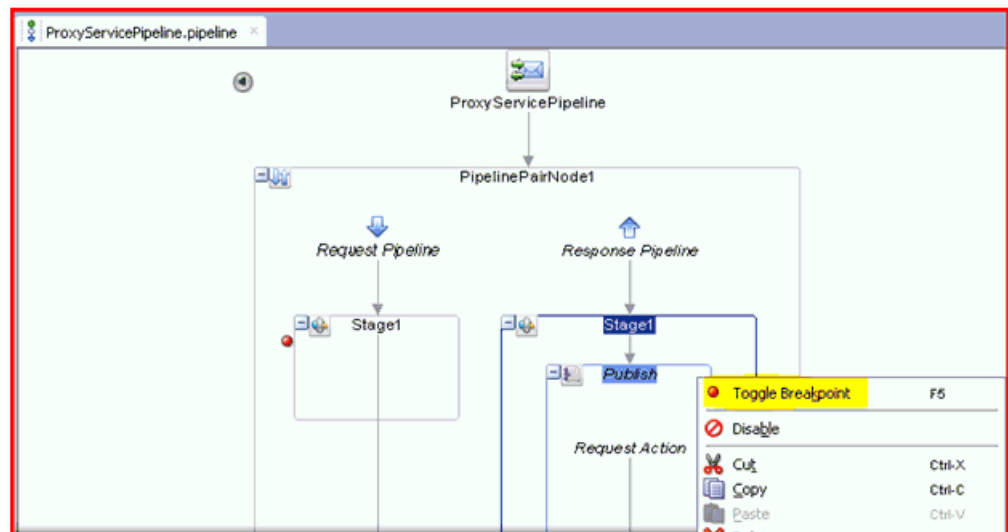 ProxyServicePipeline.pipeline
ProxyServicePipeline
PipelinePairNode1
Request Pipeline
Response Pipeline
Stage1
Stage1
Publish
Toggle Breakpoint F5
Disable
Request Action
Cut Ctrl-X
Copy Ctrl-C
Paste Ctrl-V